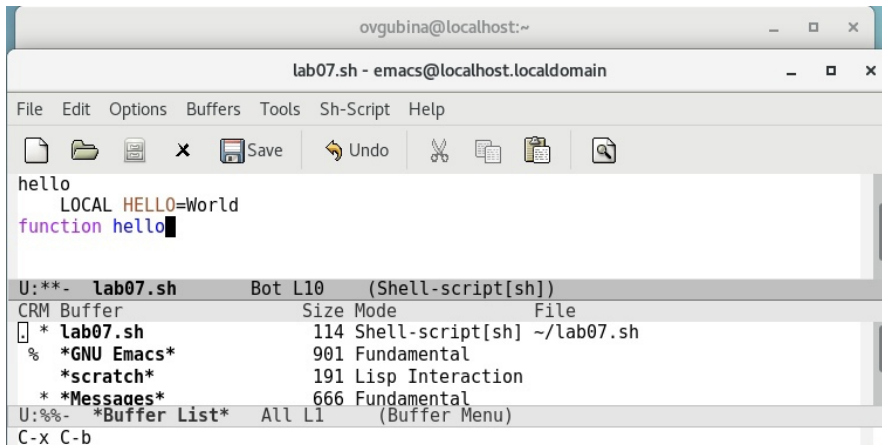 ovgubina@localhost:~
lab07.sh - emacs@localhost.localdomain
File Edit Options Buffers Tools Sh-Script Help
Save Undo
hello
    LOCAL HELLO=World
function hello
U:**-  lab07.sh       Bot L10    (Shell-script[sh])
CRM Buffer                 Size Mode             File
. * lab07.sh                114 Shell-script[sh] ~/lab07.sh
 %  *GNU Emacs*             901 Fundamental
    *scratch*               191 Lisp Interaction
  * *Messages*              666 Fundamental
U:%%-  *Buffer List*   All L1     (Buffer Menu)
C-x C-b